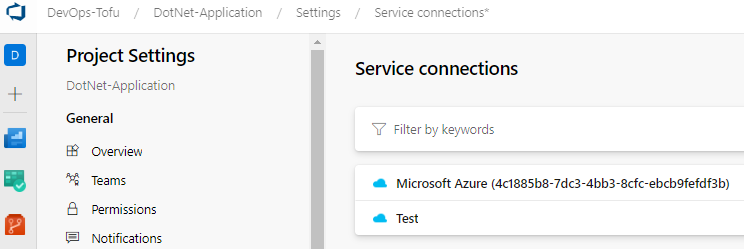 DevOps-Tofu / DotNet-Application / Settings / Service connections*
D
Project Settings
DotNet-Application
General
Overview
Teams
Permissions
Notifications
Service connections
Filter by keywords
Microsoft Azure (4c1885b8-7dc3-4bb3-8cfc-ebcb9fefdf3b)
Test